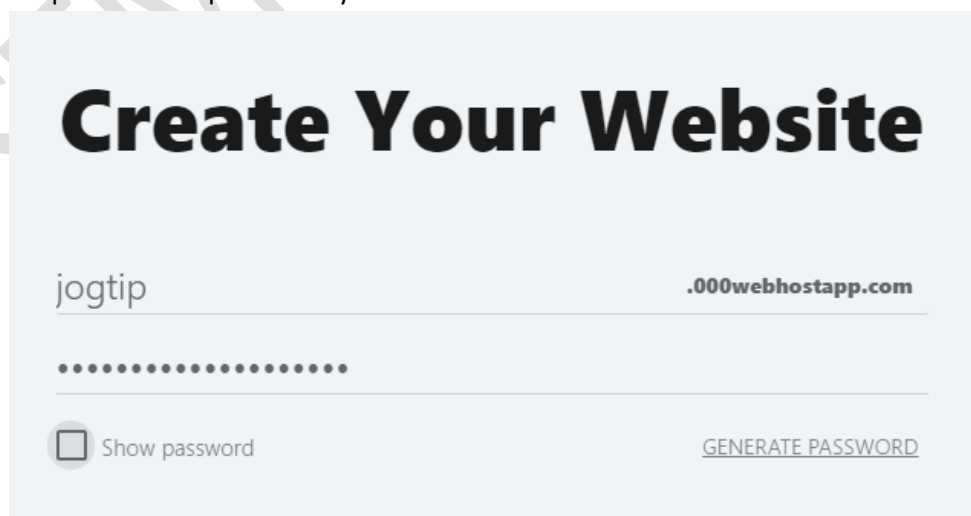 Create Your Website
jogtip .000webhostapp.com
••••••••••••••••••••
Show password GENERATE PASSWORD